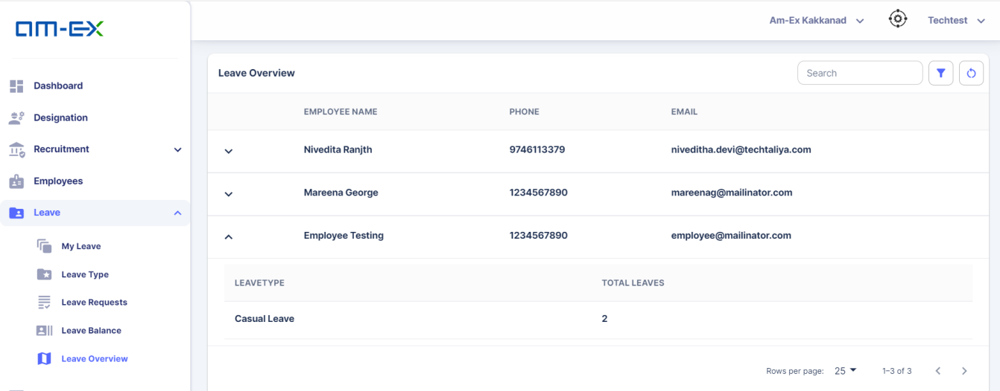 am-EX
Am-Ex Kakkanad
Techtest
Dashboard
Designation
Recruitment
Employees
Leave
My Leave
Leave Type
Leave Requests
Leave Balance
Leave Overview
Leave Overview
Search
EMPLOYEE NAME PHONE EMAIL
Nivedita Ranjth 9746113379 niveditha.devi@techtaliya.com
Mareena George 1234567890 mareenag@mailinator.com
Employee Testing 1234567890 employee@mailinator.com
LEAVETYPE TOTAL LEAVES
Casual Leave 2
Rows per page: 25 1–3 of 3